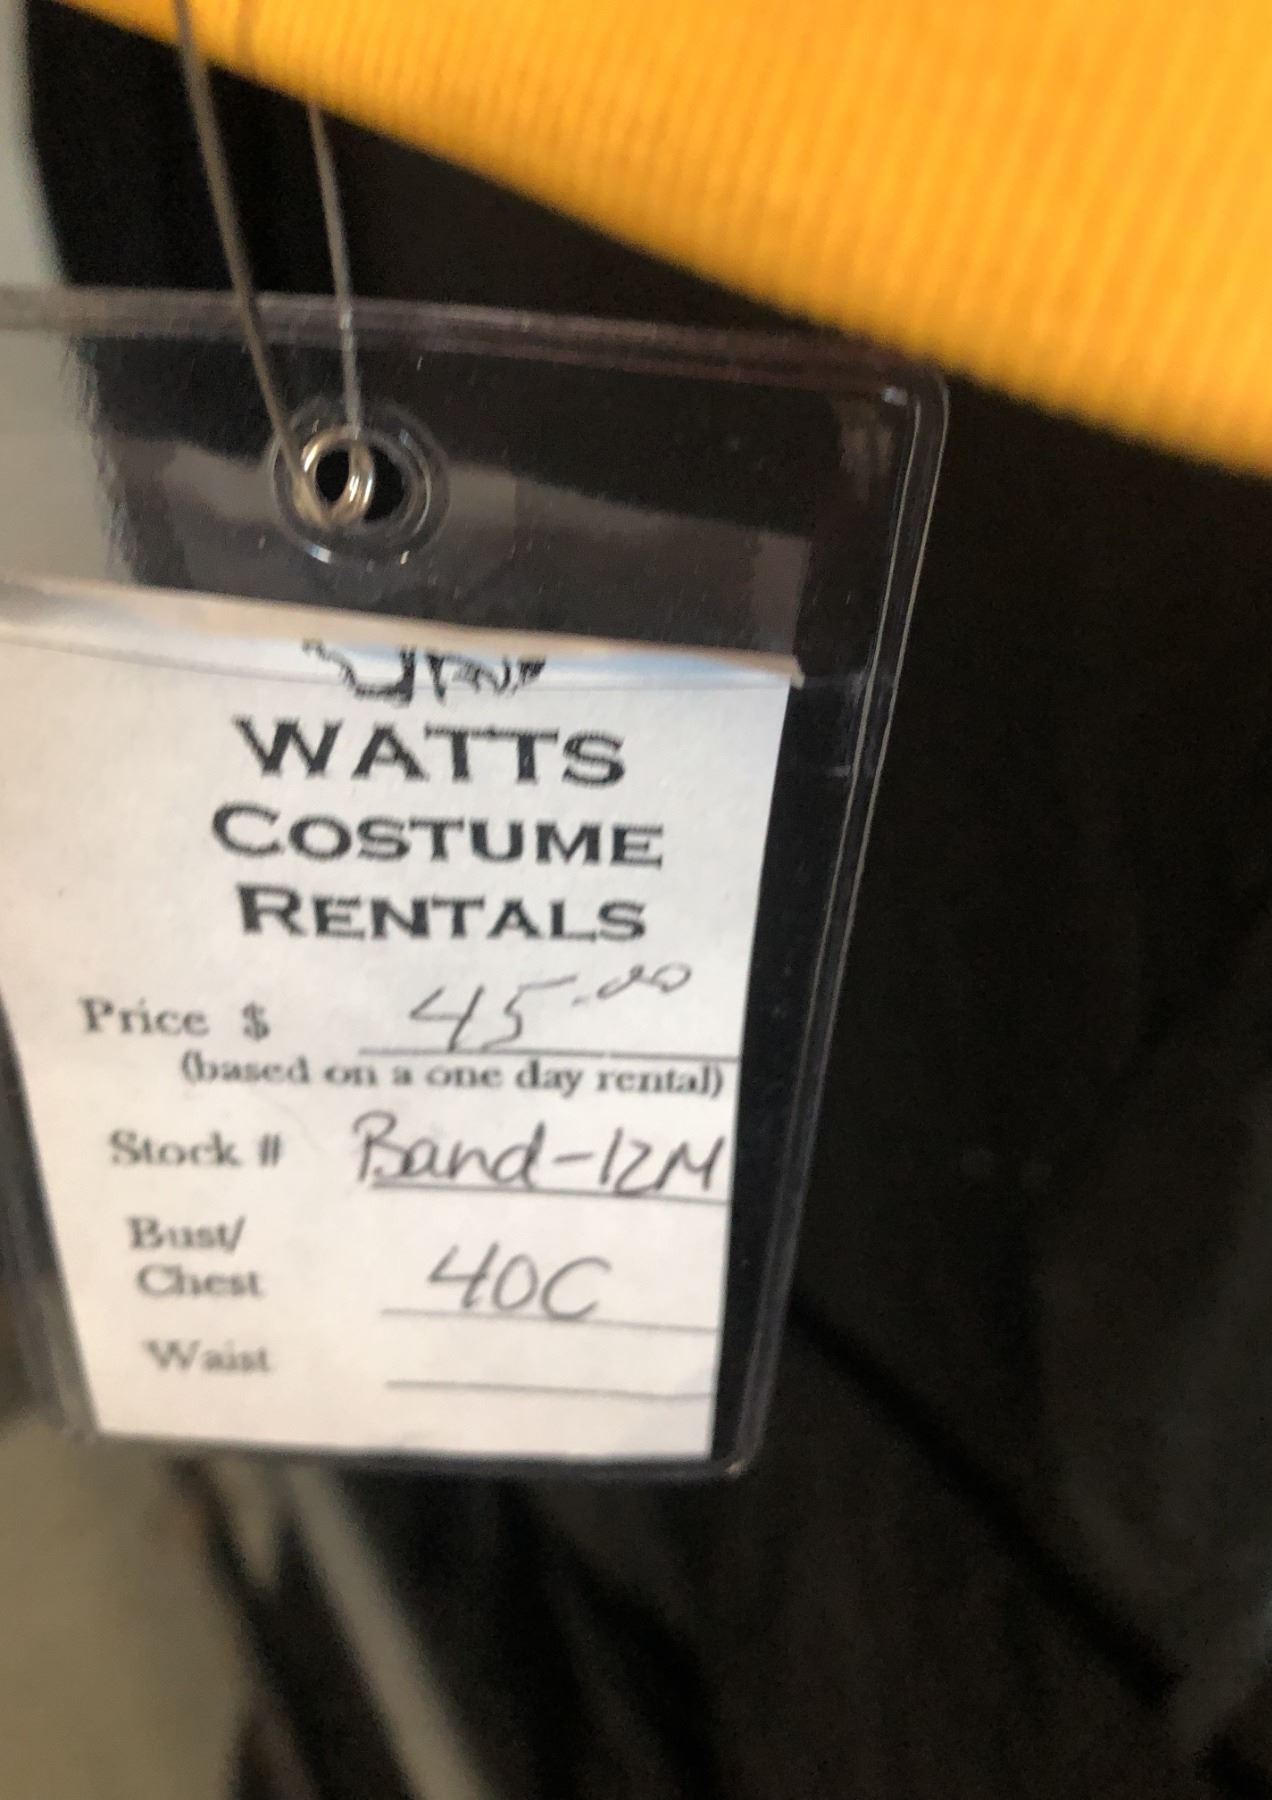 WATTS
COSTUME
RENTALS
Price $ 45.00
(based on a one day rental)
Stock # Band-12M
Bust/
Chest 40C
Waist